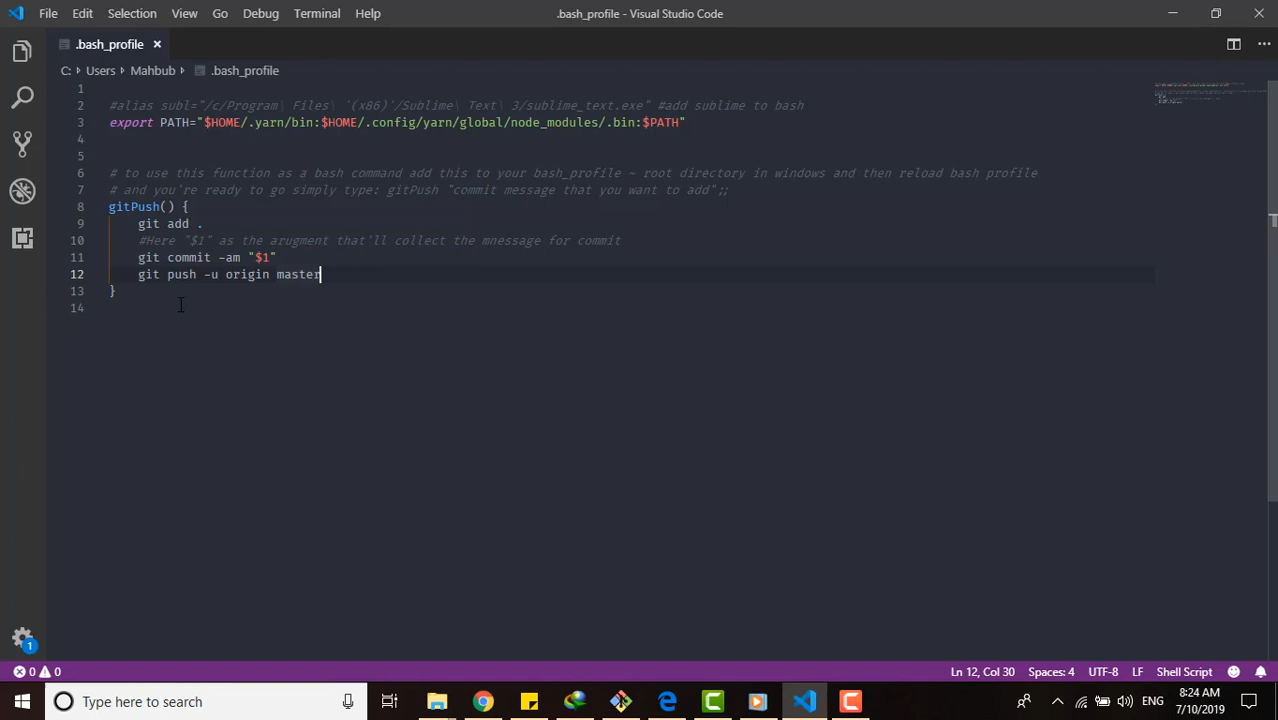 File Edit Selection View Go Debug Terminal Help .bash_profile - Visual Studio Code
.bash_profile ×
C: Users Mahbub .bash_profile
1
2 #alias subl="/c/Program\ Files\ `(x86)`/Sublime\ Text\ 3/sublime_text.exe" #add sublime to bash
3 export PATH="$HOME/.yarn/bin:$HOME/.config/yarn/global/node_modules/.bin:$PATH"
4
5
6 # to use this function as a bash command add this to your bash_profile ~ root directory in windows and then reload bash profile
7 # and you're ready to go simply type: gitPush "commit message that you want to add";;
8 gitPush() {
9 git add .
10 #Here "$1" as the arugment that'll collect the mnessage for commit
11 git commit -am "$1"
12 git push -u origin master
13 }
14
1
0 0 Ln 12, Col 30 Spaces: 4 UTF-8 LF Shell Script
Type here to search ENG 8:24 AM
7/10/2019